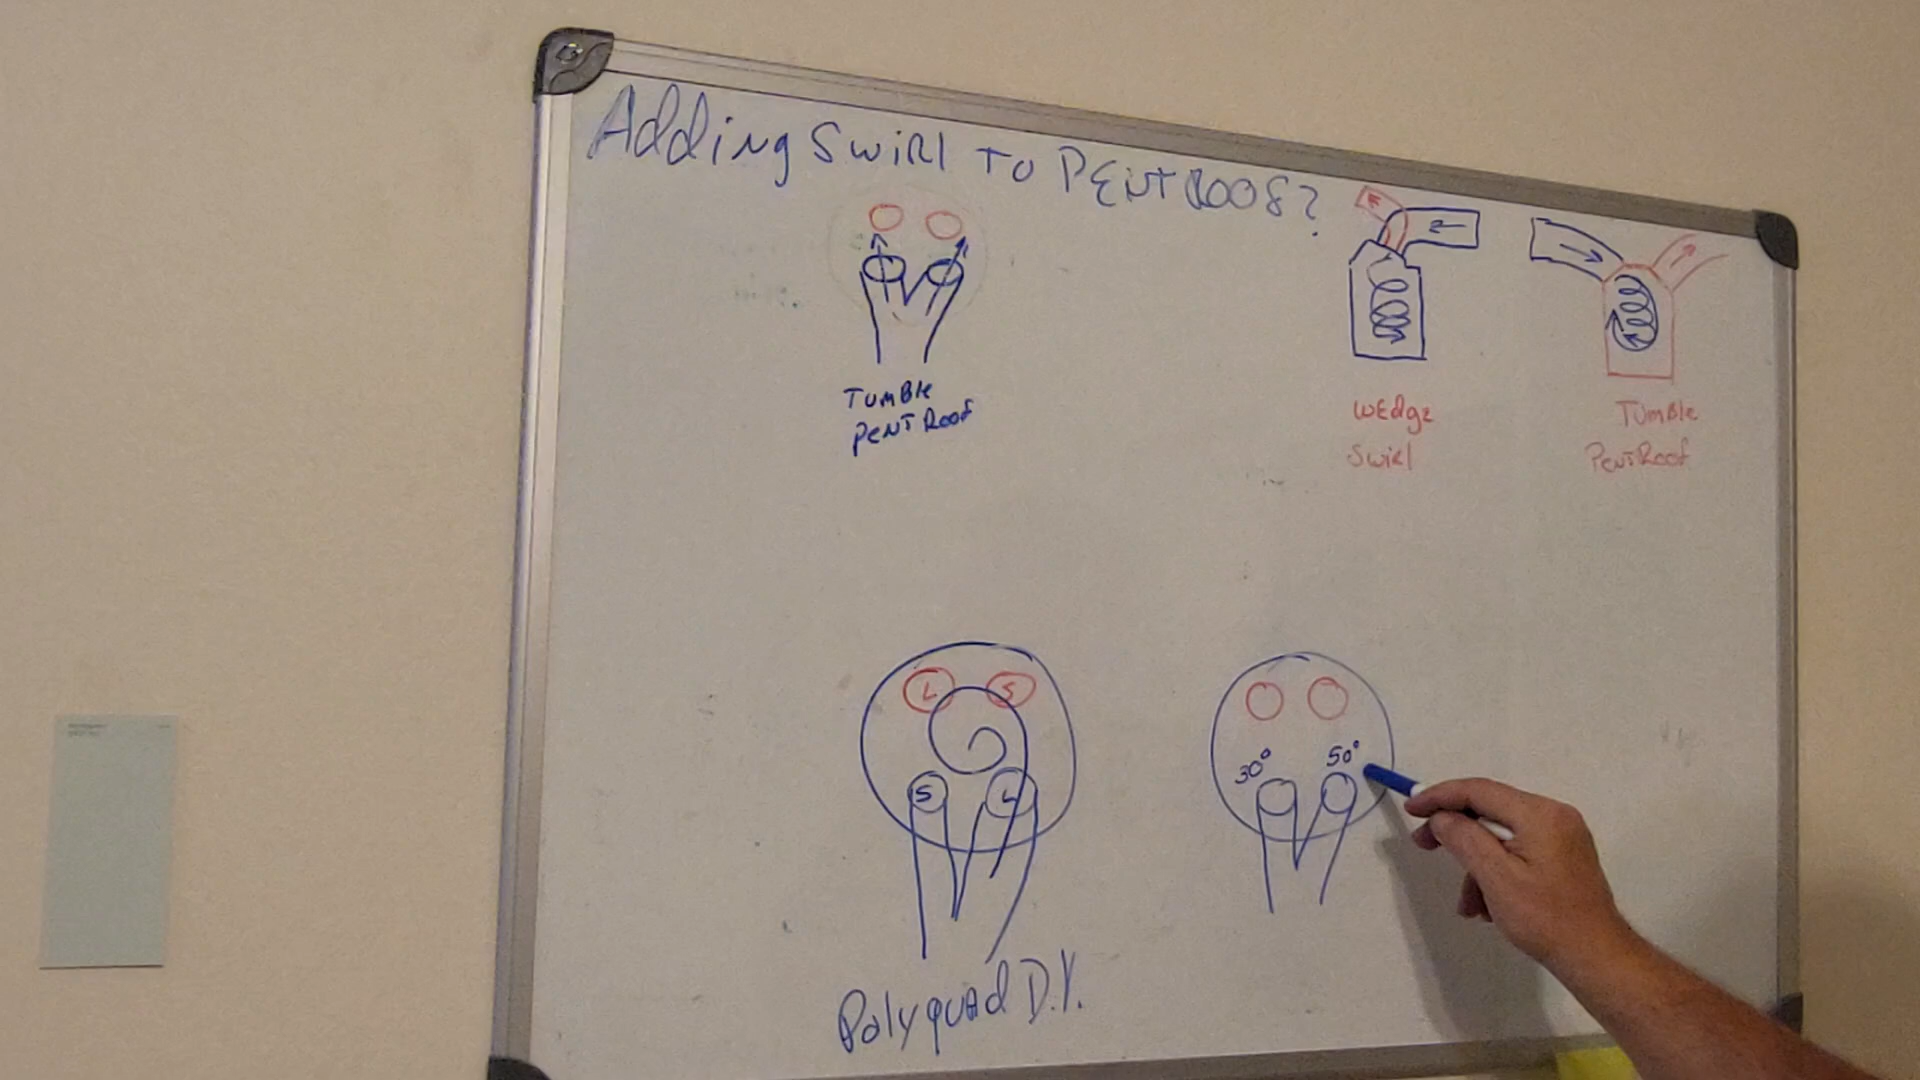 Adding Swirl To PentRoof?
Tumble
PentRoof
Wedge
Swirl
Tumble
PentRoof
L S
S L
30° 50°
Polyquad D.V.